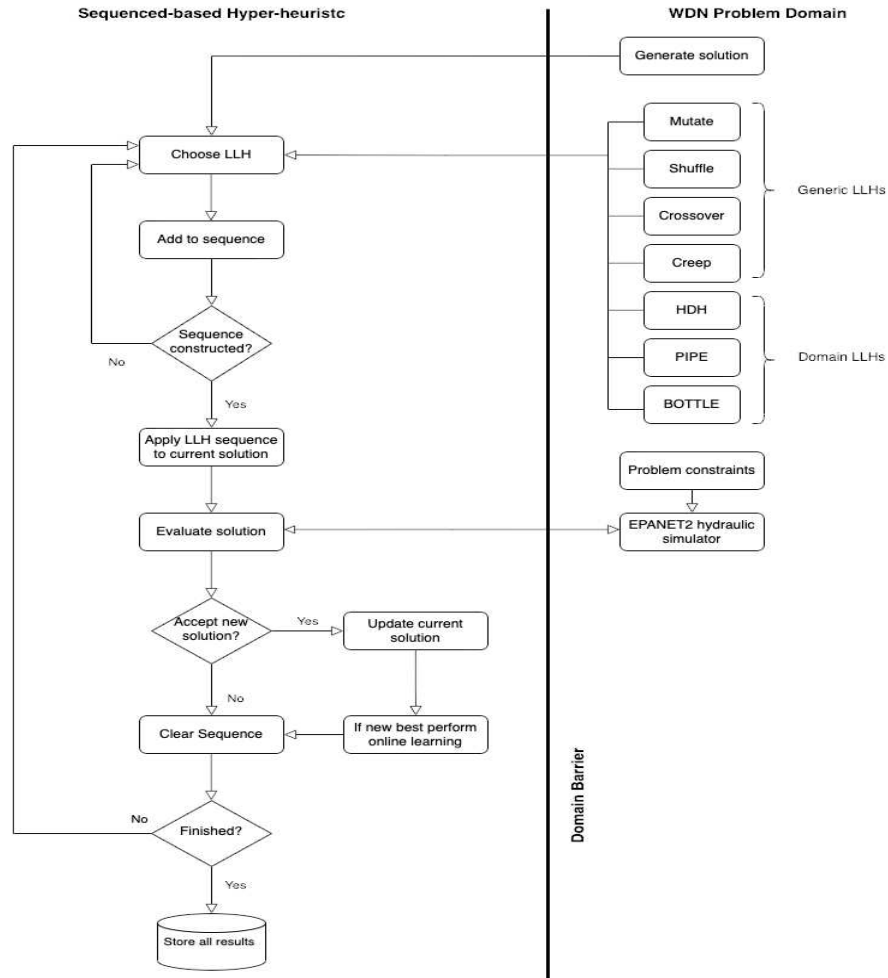 Sequenced-based Hyper-heuristc
WDN Problem Domain
Generate solution
Choose LLH
Mutate
Shuffle
Crossover
Creep
Generic LLHs
Add to sequence
Sequence
constructed?
No
Yes
HDH
PIPE
BOTTLE
Domain LLHs
Apply LLH sequence
to current solution
Problem constraints
Evaluate solution
EPANET2 hydraulic
simulator
Accept new
solution?
Yes
Update current
solution
No
Clear Sequence
If new best perform
online learning
Domain Barrier
No
Finished?
Yes
Store all results